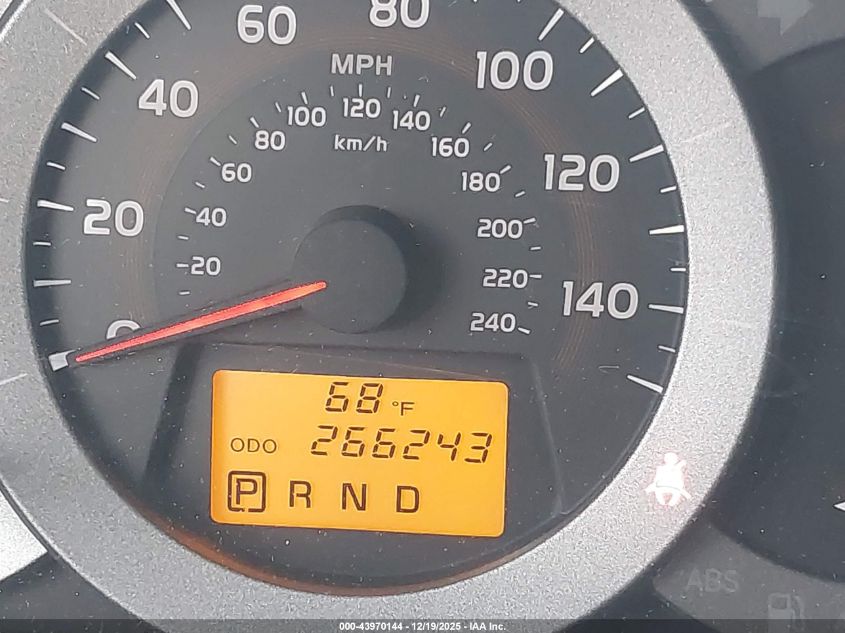 60 80
MPH
40 100
100 120 140
80 km/h 160
60 180 120
20 40 200
20 220 140
0 240
68 °F
ODO 266243
P R N D
ABS
000-43970144 - 12/19/2025 - IAA Inc.